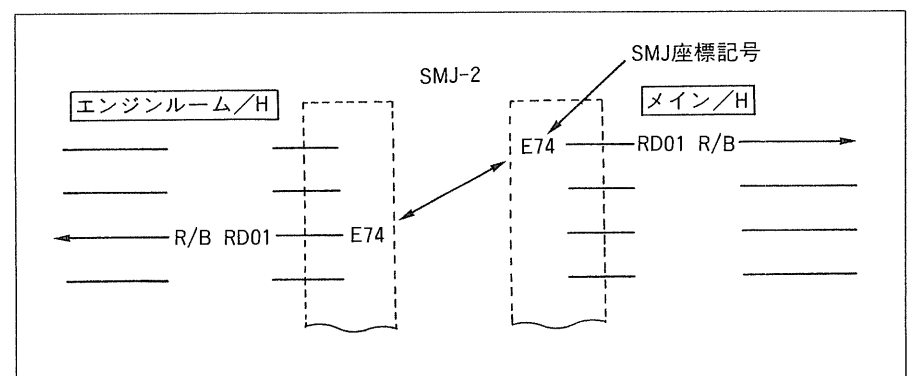 SMJ座標記号
SMJ-2
エンジンルーム/H
メイン/H
E74 RD01 R/B
R/B RD01 E74